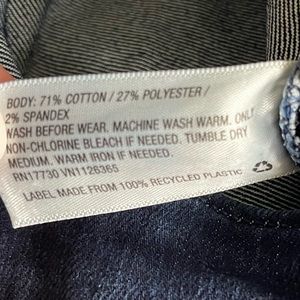 BODY: 71% COTTON / 27% POLYESTER /
2% SPANDEX
WASH BEFORE WEAR. MACHINE WASH WARM. ONLY
NON-CHLORINE BLEACH IF NEEDED. TUMBLE DRY
MEDIUM. WARM IRON IF NEEDED.
RN17730 VN1126365
LABEL MADE FROM 100% RECYCLED PLASTIC